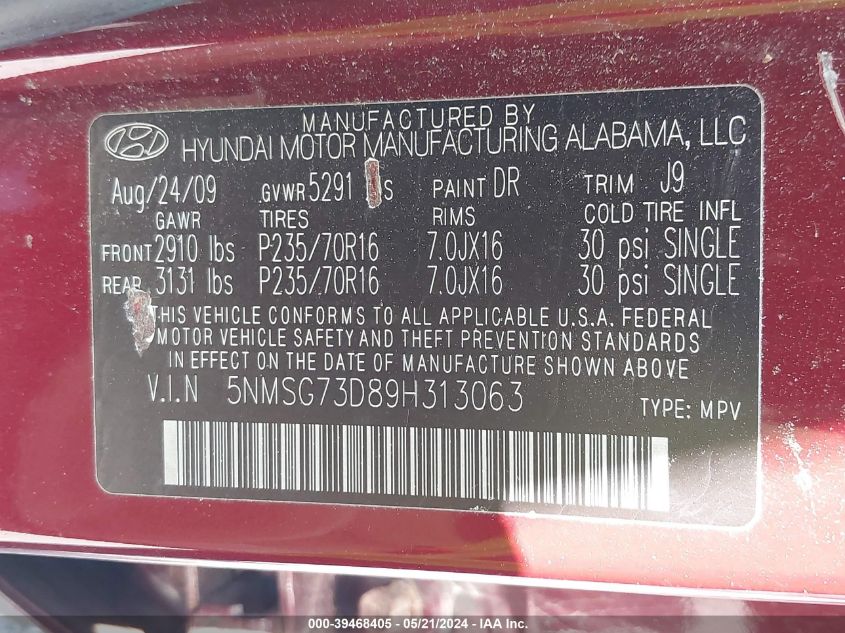 MANUFACTURED BY
HYUNDAI MOTOR MANUFACTURING ALABAMA, LLC
Aug/24/09 GVWR 5291 PAINT DR TRIM J9
GAWR TIRES RIMS COLD TIRE INFL
FRONT 2910 lbs P235/70R16 7.0JX16 30 psi SINGLE
REAR 3131 lbs P235/70R16 7.0JX16 30 psi SINGLE
THIS VEHICLE CONFORMS TO ALL APPLICABLE U.S.A. FEDERAL
MOTOR VEHICLE SAFETY AND THEFT PREVENTION STANDARDS
IN EFFECT ON THE DATE OF MANUFACTURE SHOWN ABOVE
V.I.N 5NMSG73D89H313063
TYPE: MPV
000-39468405 - 05/21/2024 - IAA, Inc.